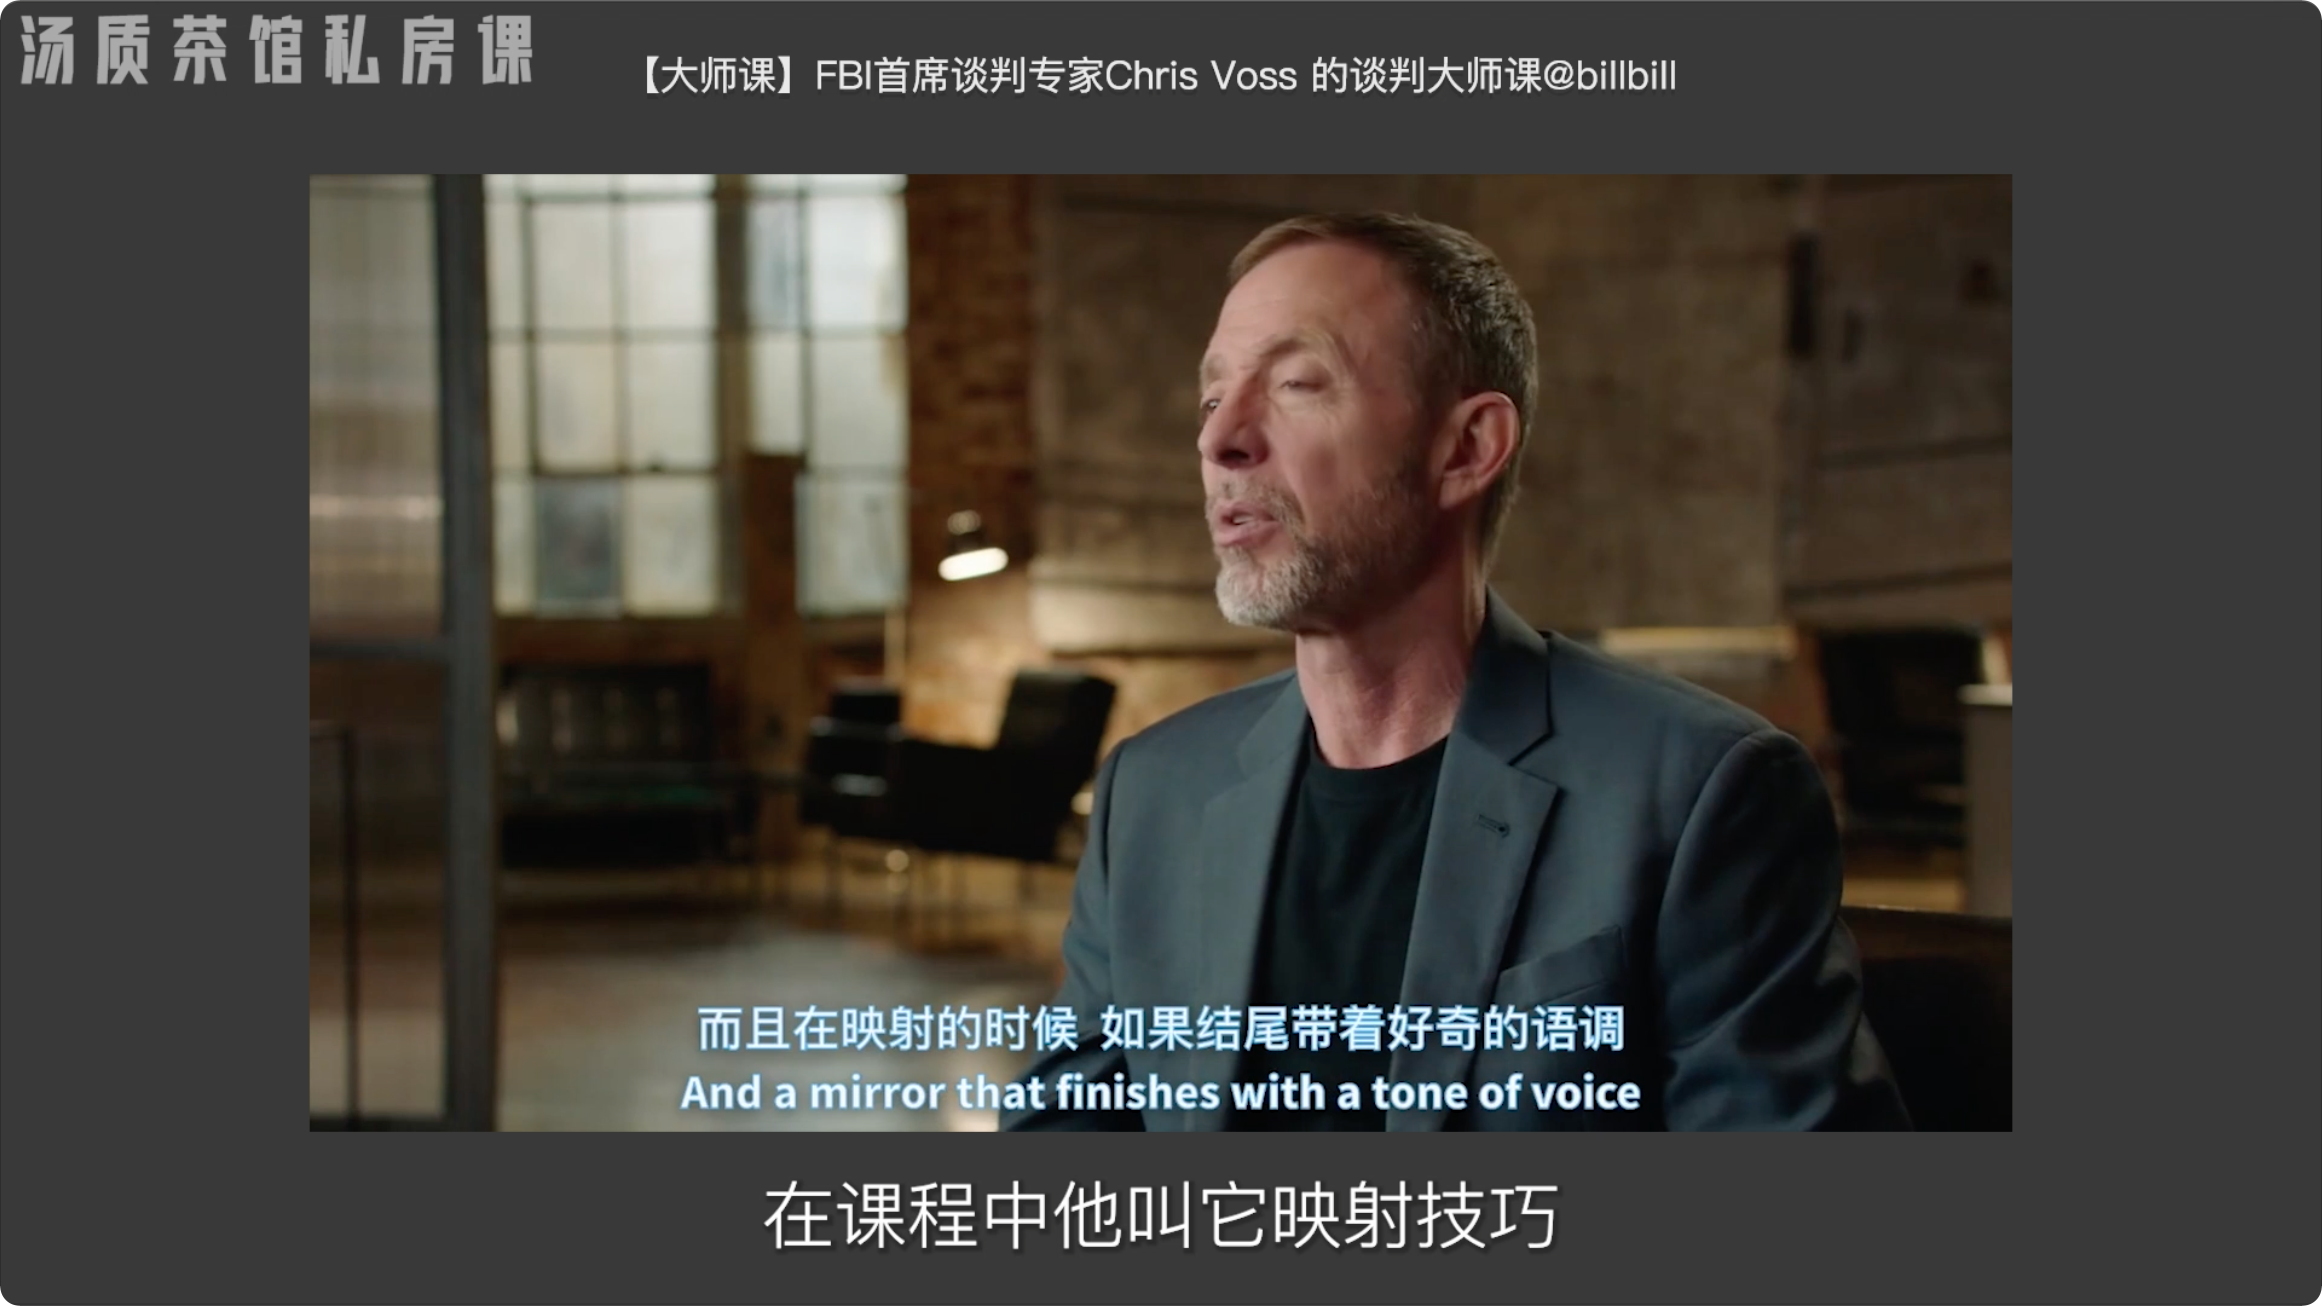 汤质茶馆私房课
【大师课】FBI首席谈判专家Chris Voss 的谈判大师课@billbill
而且在映射的时候 如果结尾带着好奇的语调
And a mirror that finishes with a tone of voice
在课程中他叫它映射技巧